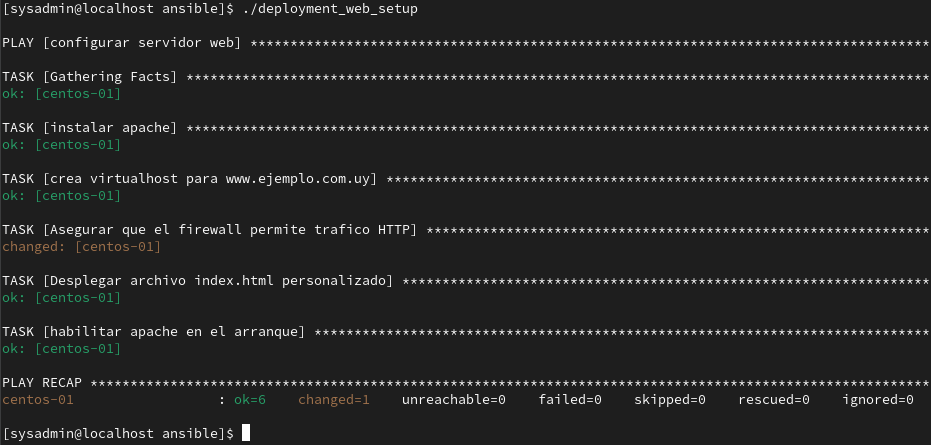 [sysadmin@localhost ansible]$ ./deployment_web_setup
PLAY [configurar servidor web] *************************************************************************************
TASK [Gathering Facts] *********************************************************************************************
ok: [centos-01]
TASK [instalar apache] *********************************************************************************************
ok: [centos-01]
TASK [crea virtualhost para www.ejemplo.com.uy] ********************************************************************
ok: [centos-01]
TASK [Asegurar que el firewall permite trafico HTTP] ***************************************************************
changed: [centos-01]
TASK [Desplegar archivo index.html personalizado] ******************************************************************
ok: [centos-01]
TASK [habilitar apache en el arranque] *****************************************************************************
ok: [centos-01]
PLAY RECAP *********************************************************************************************************
centos-01                  : ok=6    changed=1    unreachable=0    failed=0    skipped=0    rescued=0    ignored=0
[sysadmin@localhost ansible]$